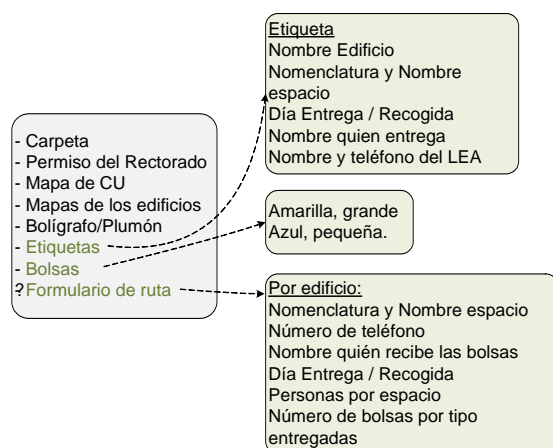 Etiqueta
Nombre Edificio
Nomenclatura y Nombre
espacio
Día Entrega / Recogida
Nombre quien entrega
Nombre y teléfono del LEA
- Carpeta
- Permiso del Rectorado
- Mapa de CU
- Mapas de los edificios
- Bolígrafo/Plumón
- Etiquetas
- Bolsas
? Formulario de ruta
Amarilla, grande
Azul, pequeña.
Por edificio:
Nomenclatura y Nombre espacio
Número de teléfono
Nombre quién recibe las bolsas
Día Entrega / Recogida
Personas por espacio
Número de bolsas por tipo
entregadas